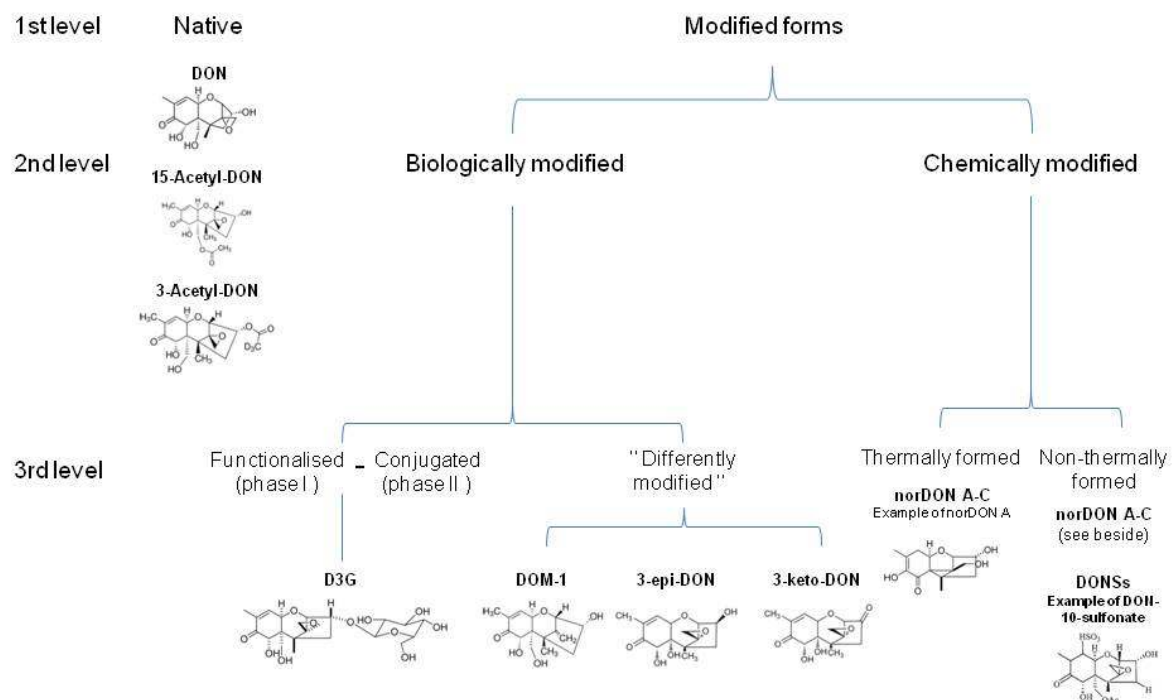 1st level Native Modified forms
DON
2nd level Biologically modified Chemically modified
15-Acetyl-DON
3-Acetyl-DON
3rd level
Functionalised
(phase I )
-
Conjugated
(phase II )
"Differently
modified"
Thermally formed
norDON A-C
Example of norDON A
Non-thermally
formed
norDON A-C
(see beside)
DONSs
Example of DON-
10-sulfonate
D3G DOM-1 3-epi-DON 3-keto-DON